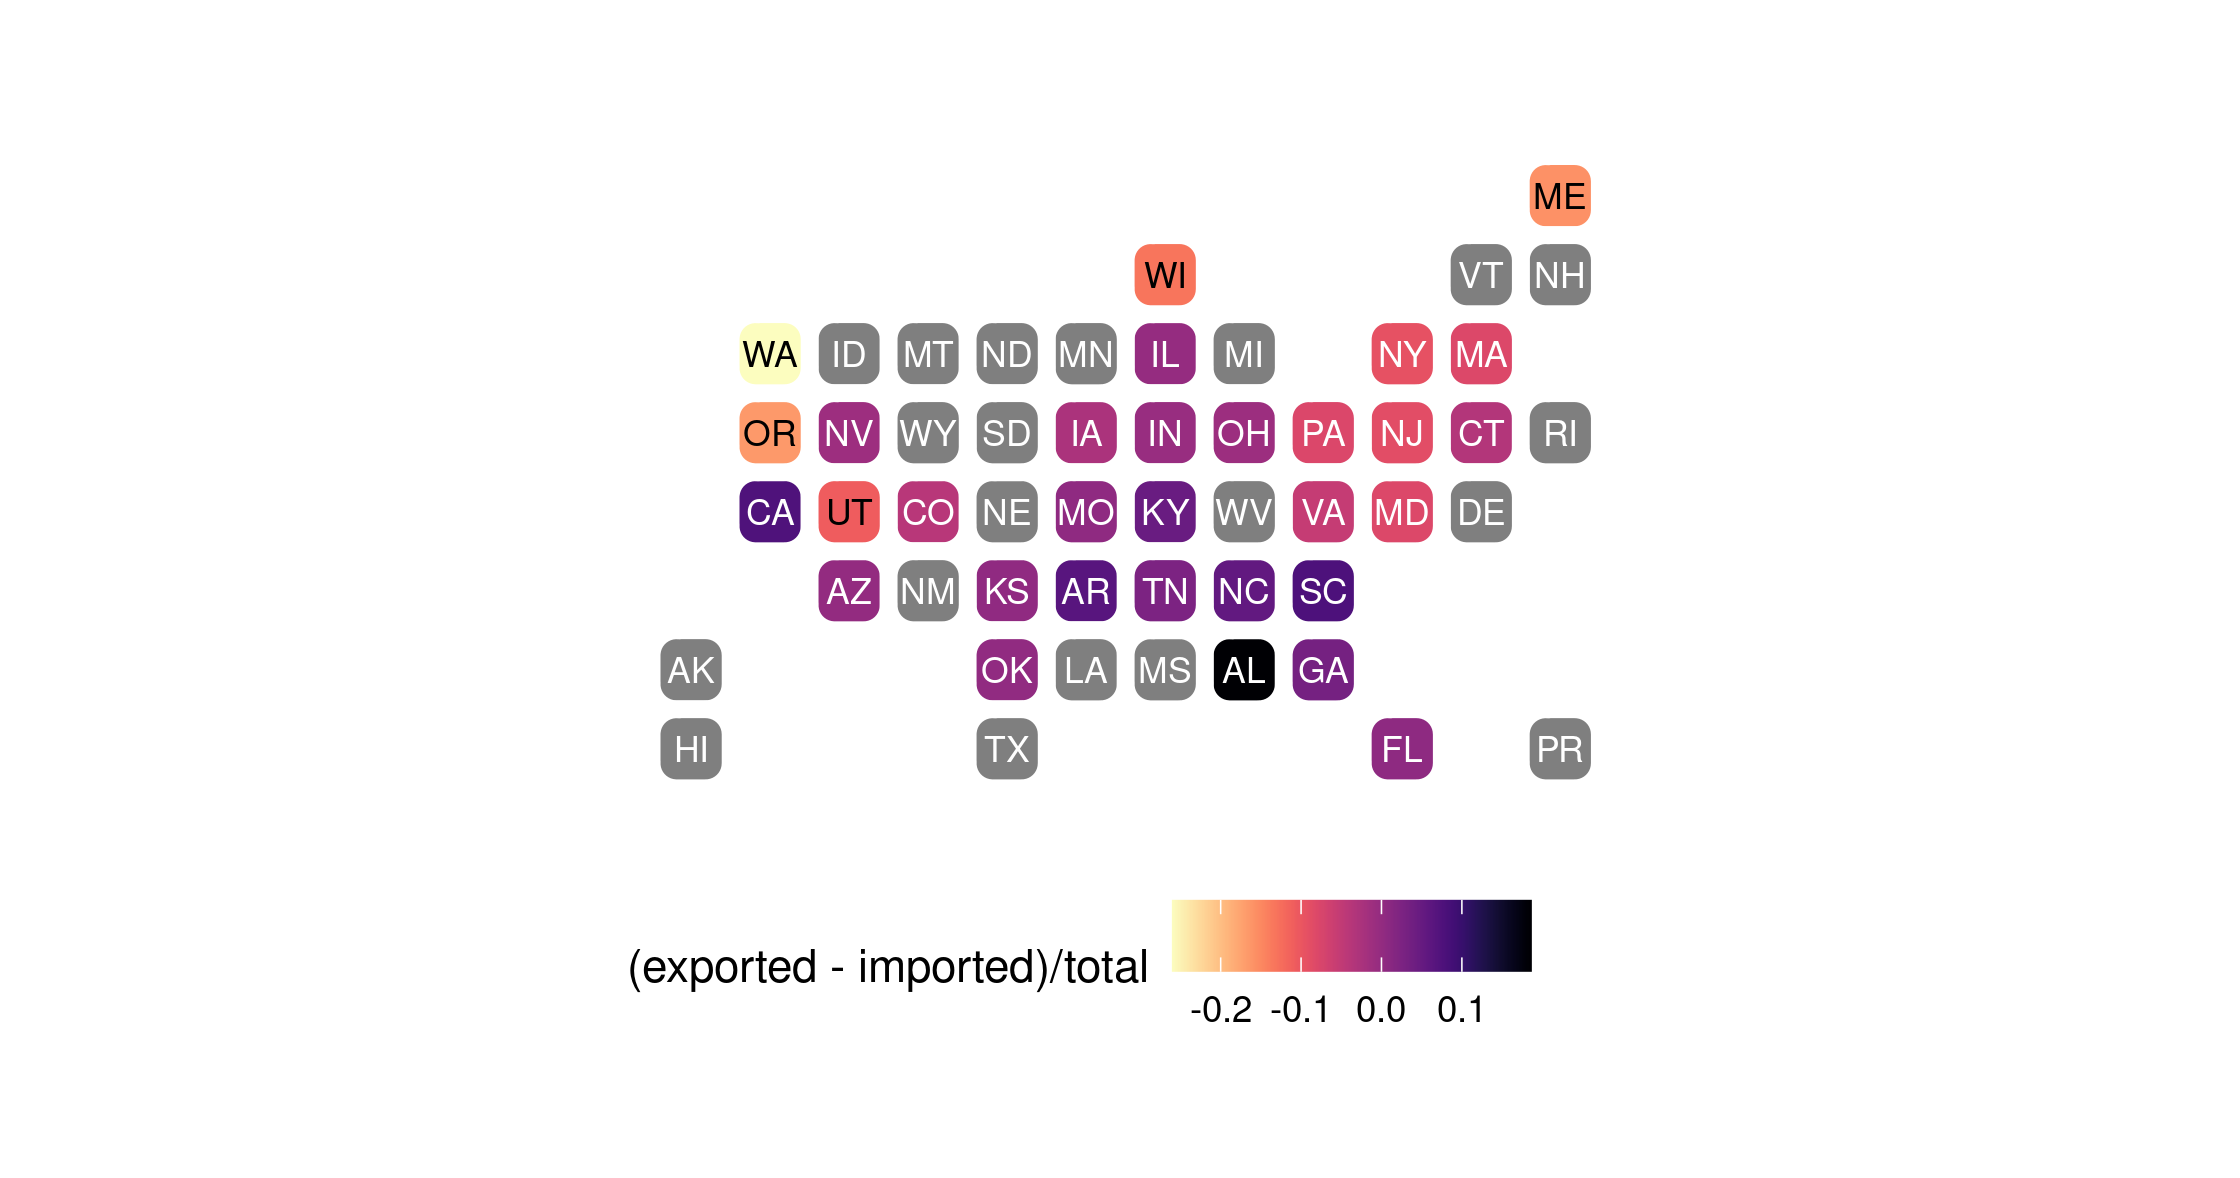 ME
WI VT NH
WA ID MT ND MN IL MI NY MA
OR NV WY SD IA IN OH PA NJ CT RI
CA UT CO NE MO KY WV VA MD DE
AZ NM KS AR TN NC SC
AK OK LA MS AL GA
HI TX FL PR
(exported - imported)/total
-0.2 -0.1 0.0 0.1